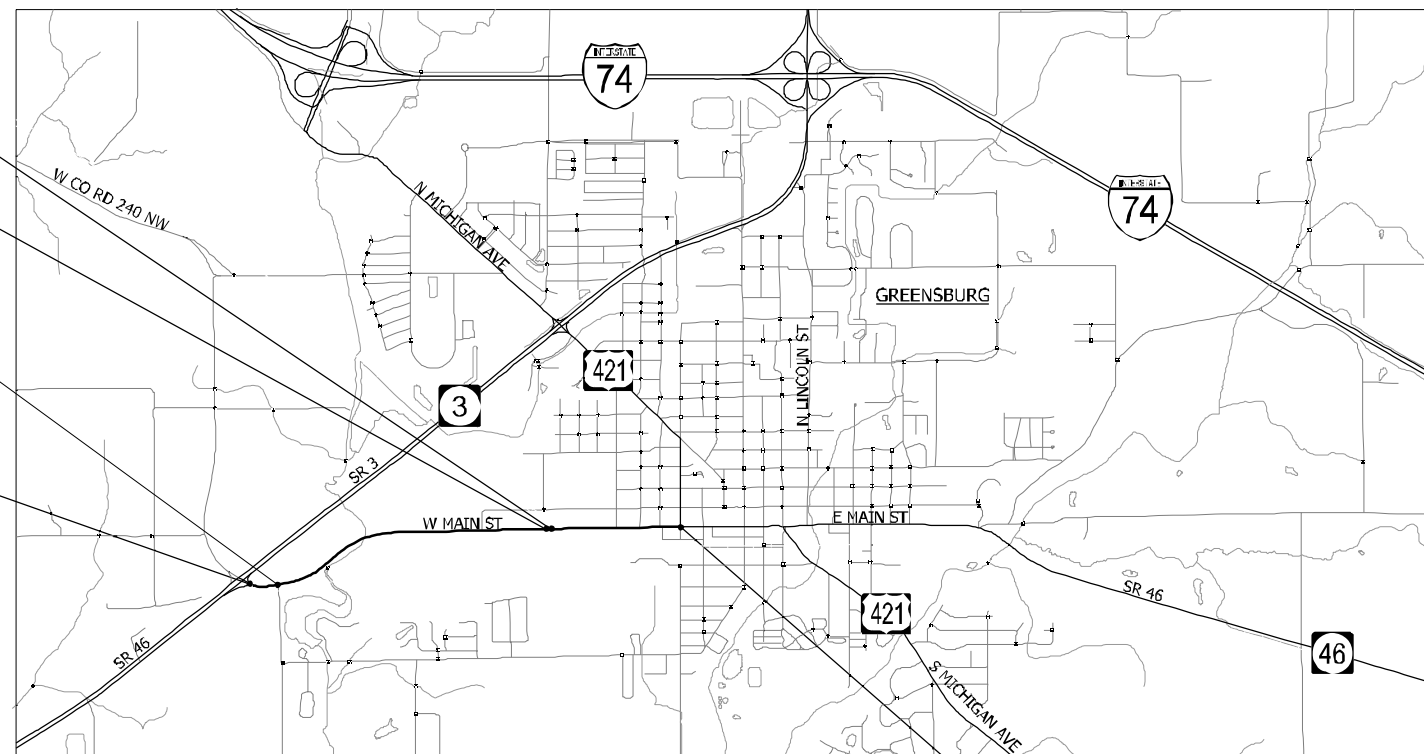 INTERSTATE
74
W CO RD 240 NW
N MICHIGAN AVE
INTERSTATE
74
GREENSBURG
N LINCOLN ST
421
3
SR 3
W MAIN ST
E MAIN ST
SR 46
421
SR 46
46
S MICHIGAN AVE